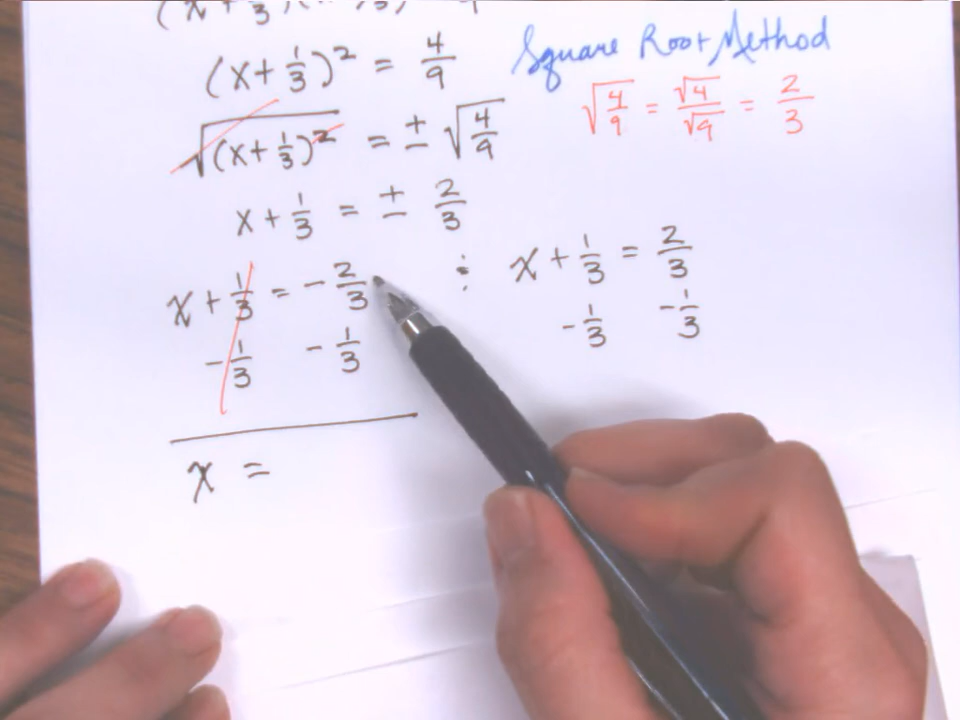 (x + 1/3)² = 4/9
Square Root Method
√(4/9) = √4/√9 = 2/3
√((x + 1/3)²) = ± √(4/9)
x + 1/3 = ± 2/3
x + 1/3 = - 2/3 ; x + 1/3 = 2/3
- 1/3 - 1/3 - 1/3 - 1/3
x =